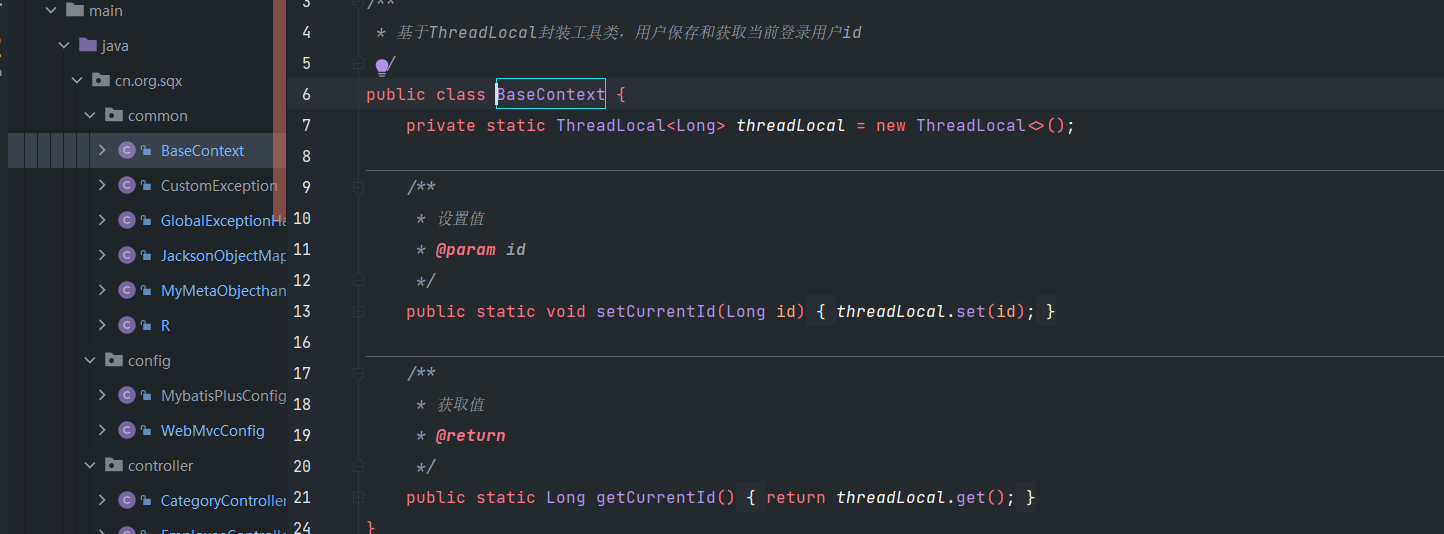 main
java
cn.org.sqx
common
BaseContext
CustomException
GlobalExceptionHa
JacksonObjectMap
MyMetaObjecthan
R
config
MybatisPlusConfig
WebMvcConfig
controller
CategoryController
3 /**
4 * 基于ThreadLocal封装工具类，用户保存和获取当前登录用户id
5 */
6 public class BaseContext {
7 private static ThreadLocal<Long> threadLocal = new ThreadLocal<>();
8
9 /**
10 * 设置值
11 * @param id
12 */
13 public static void setCurrentId(Long id) { threadLocal.set(id); }
16
17 /**
18 * 获取值
19 * @return
20 */
21 public static Long getCurrentId() { return threadLocal.get(); }
24 }